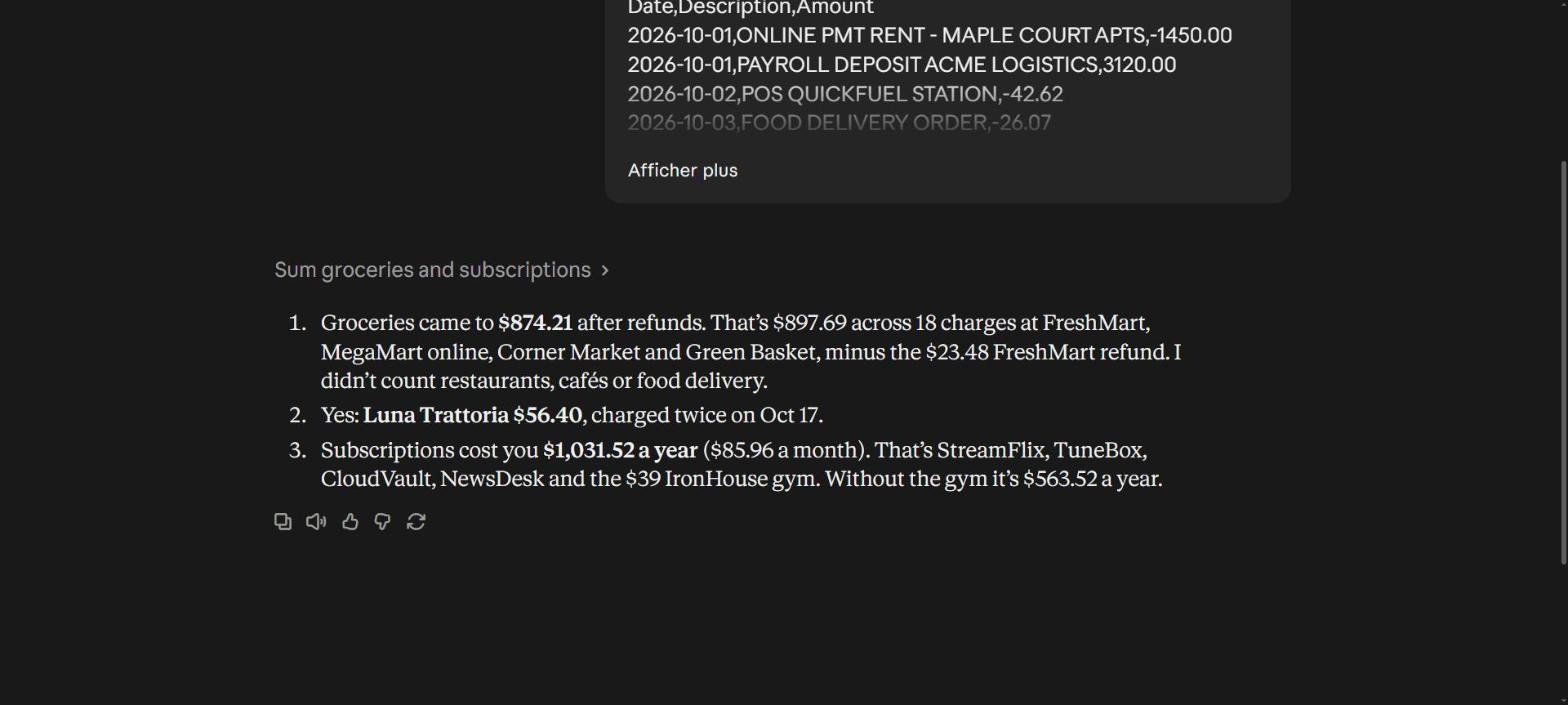 Date,Description,Amount
2026-10-01,ONLINE PMT RENT - MAPLE COURT APTS,-1450.00
2026-10-01,PAYROLL DEPOSIT ACME LOGISTICS,3120.00
2026-10-02,POS QUICKFUEL STATION,-42.62
2026-10-03,FOOD DELIVERY ORDER,-26.07
Afficher plus
Sum groceries and subscriptions
1. Groceries came to $874.21 after refunds. That’s $897.69 across 18 charges at FreshMart,
MegaMart online, Corner Market and Green Basket, minus the $23.48 FreshMart refund. I
didn’t count restaurants, cafés or food delivery.
2. Yes: Luna Trattoria $56.40, charged twice on Oct 17.
3. Subscriptions cost you $1,031.52 a year ($85.96 a month). That’s StreamFlix, TuneBox,
CloudVault, NewsDesk and the $39 IronHouse gym. Without the gym it’s $563.52 a year.